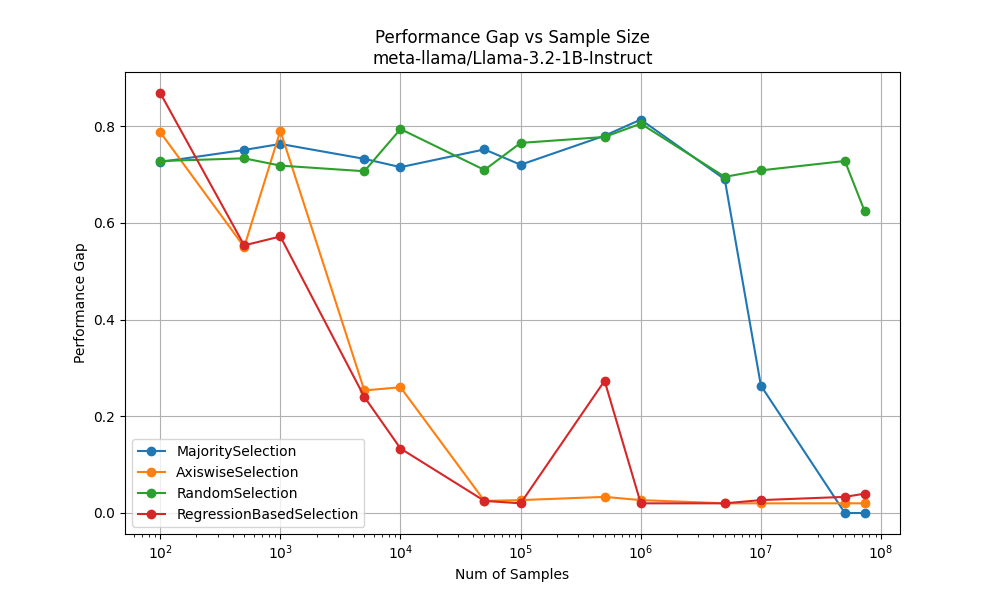 Performance Gap vs Sample Size
meta-llama/Llama-3.2-1B-Instruct
Performance Gap
0.8
0.6
0.4
0.2
0.0
MajoritySelection
AxiswiseSelection
RandomSelection
RegressionBasedSelection
10² 10³ 10⁴ 10⁵ 10⁶ 10⁷ 10⁸
Num of Samples